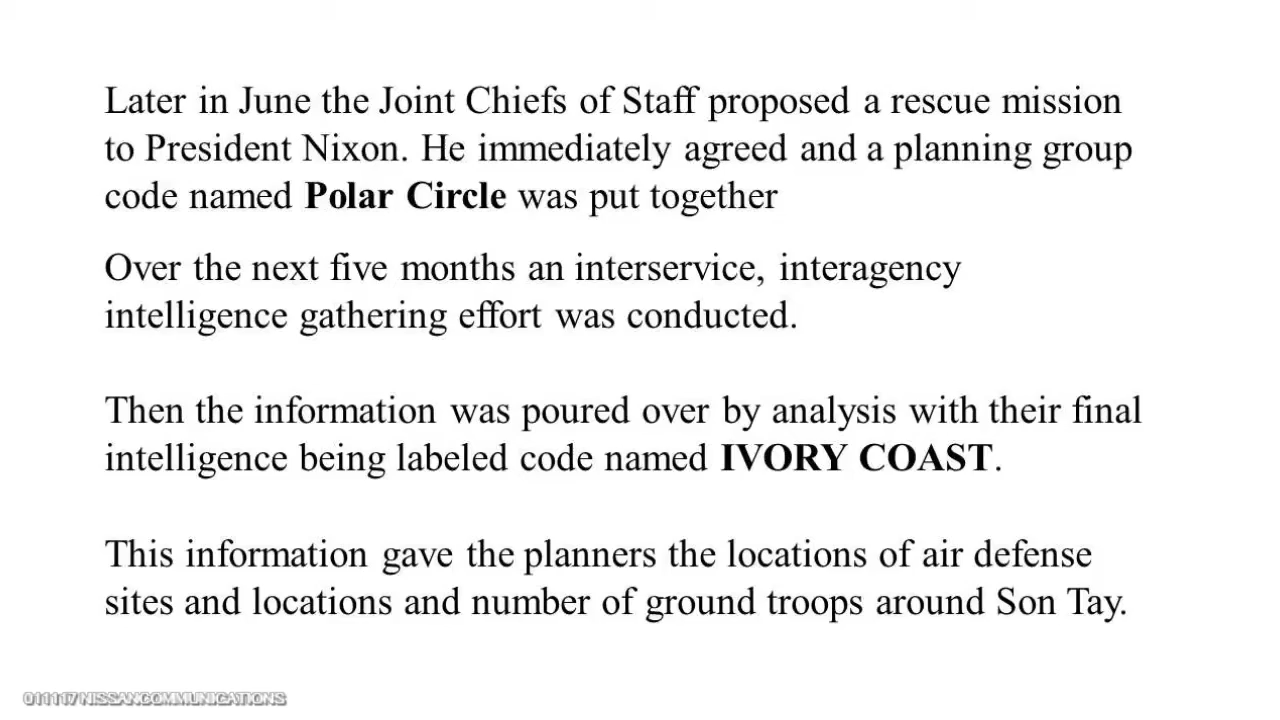 Later in June the Joint Chiefs of Staff proposed a rescue mission
to President Nixon. He immediately agreed and a planning group
code named Polar Circle was put together
Over the next five months an interservice, interagency
intelligence gathering effort was conducted.
Then the information was poured over by analysis with their final
intelligence being labeled code named IVORY COAST.
This information gave the planners the locations of air defense
sites and locations and number of ground troops around Son Tay.
011117 NISSANCOMMUNICATIONS